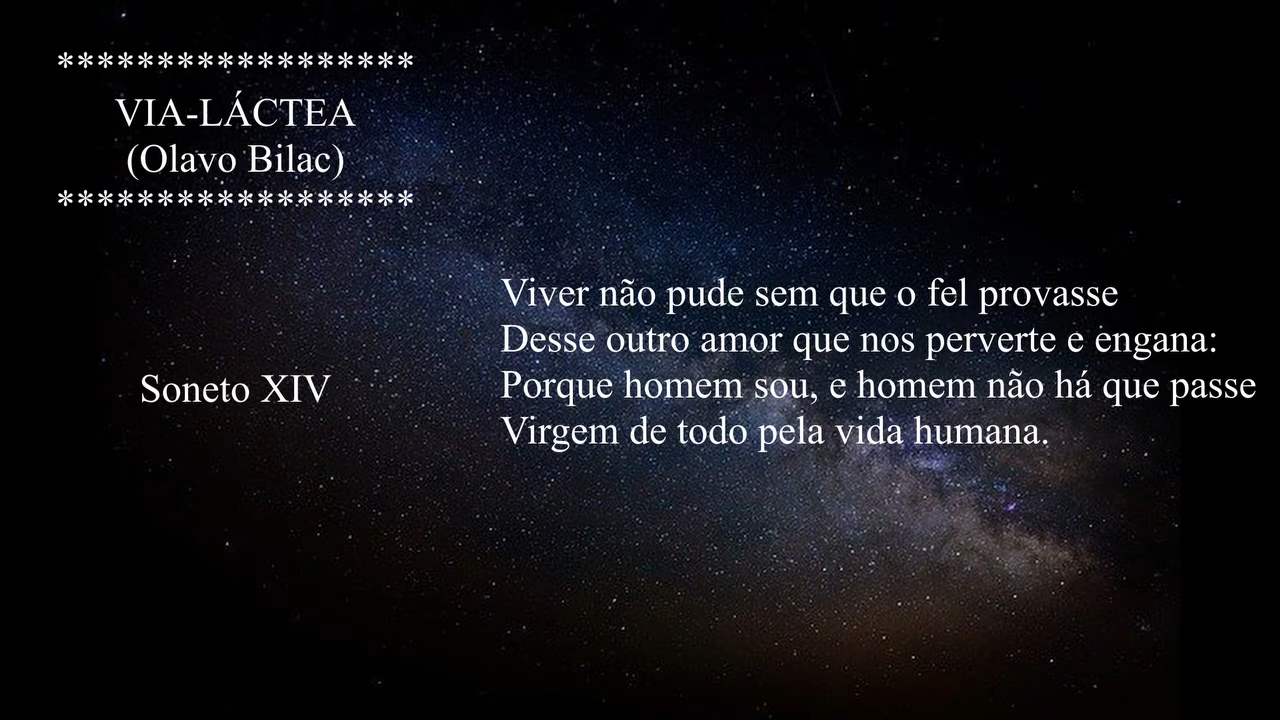 ******************
VIA-LÁCTEA
(Olavo Bilac)
******************
Soneto XIV
Viver não pude sem que o fel provasse
Desse outro amor que nos perverte e engana:
Porque homem sou, e homem não há que passe
Virgem de todo pela vida humana.